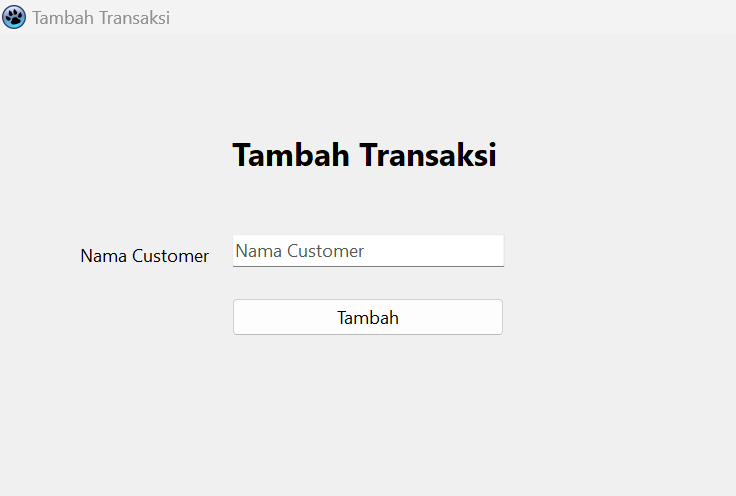 Tambah Transaksi
Tambah Transaksi
Nama Customer Nama Customer
Tambah